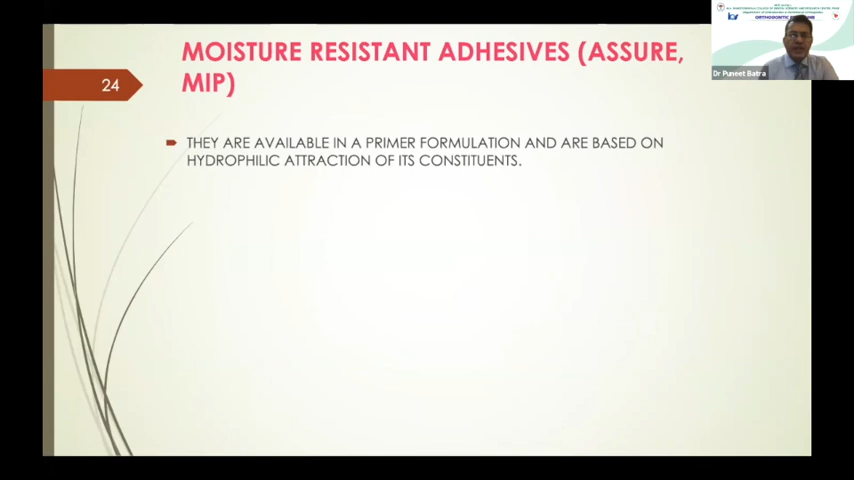 MOISTURE RESISTANT ADHESIVES (ASSURE,
MIP)
24
THEY ARE AVAILABLE IN A PRIMER FORMULATION AND ARE BASED ON
HYDROPHILIC ATTRACTION OF ITS CONSTITUENTS.
Dr Puneet Batra